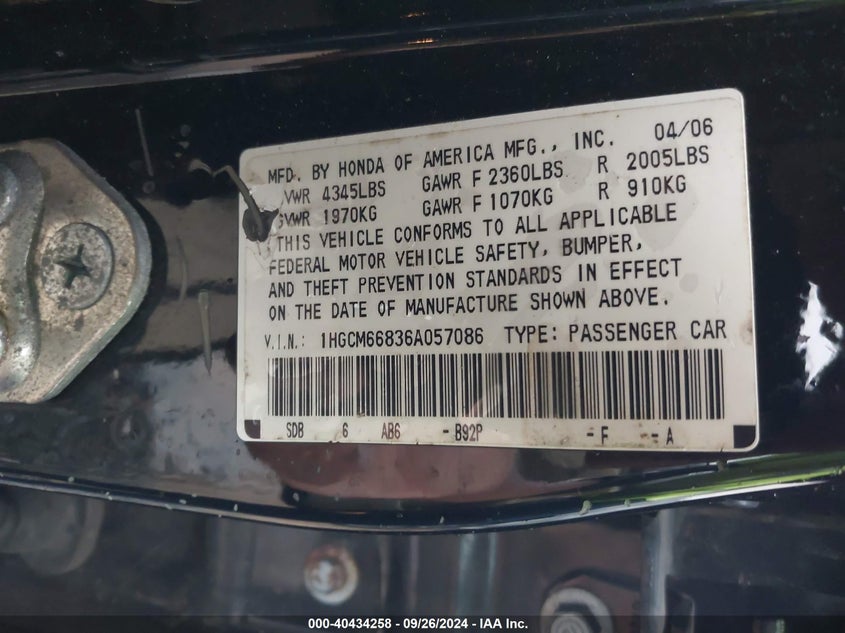 MFD. BY HONDA OF AMERICA MFG., INC. 04/06
VWR 4345LBS GAWR F 2360LBS R 2005LBS
GVWR 1970KG GAWR F 1070KG R 910KG
THIS VEHICLE CONFORMS TO ALL APPLICABLE
FEDERAL MOTOR VEHICLE SAFETY, BUMPER,
AND THEFT PREVENTION STANDARDS IN EFFECT
ON THE DATE OF MANUFACTURE SHOWN ABOVE.
V.I.N.: 1HGCM66836A057086 TYPE: PASSENGER CAR
SDB 6 AB6 -B92P -F --A
000-40434258 - 09/26/2024 - IAA Inc.